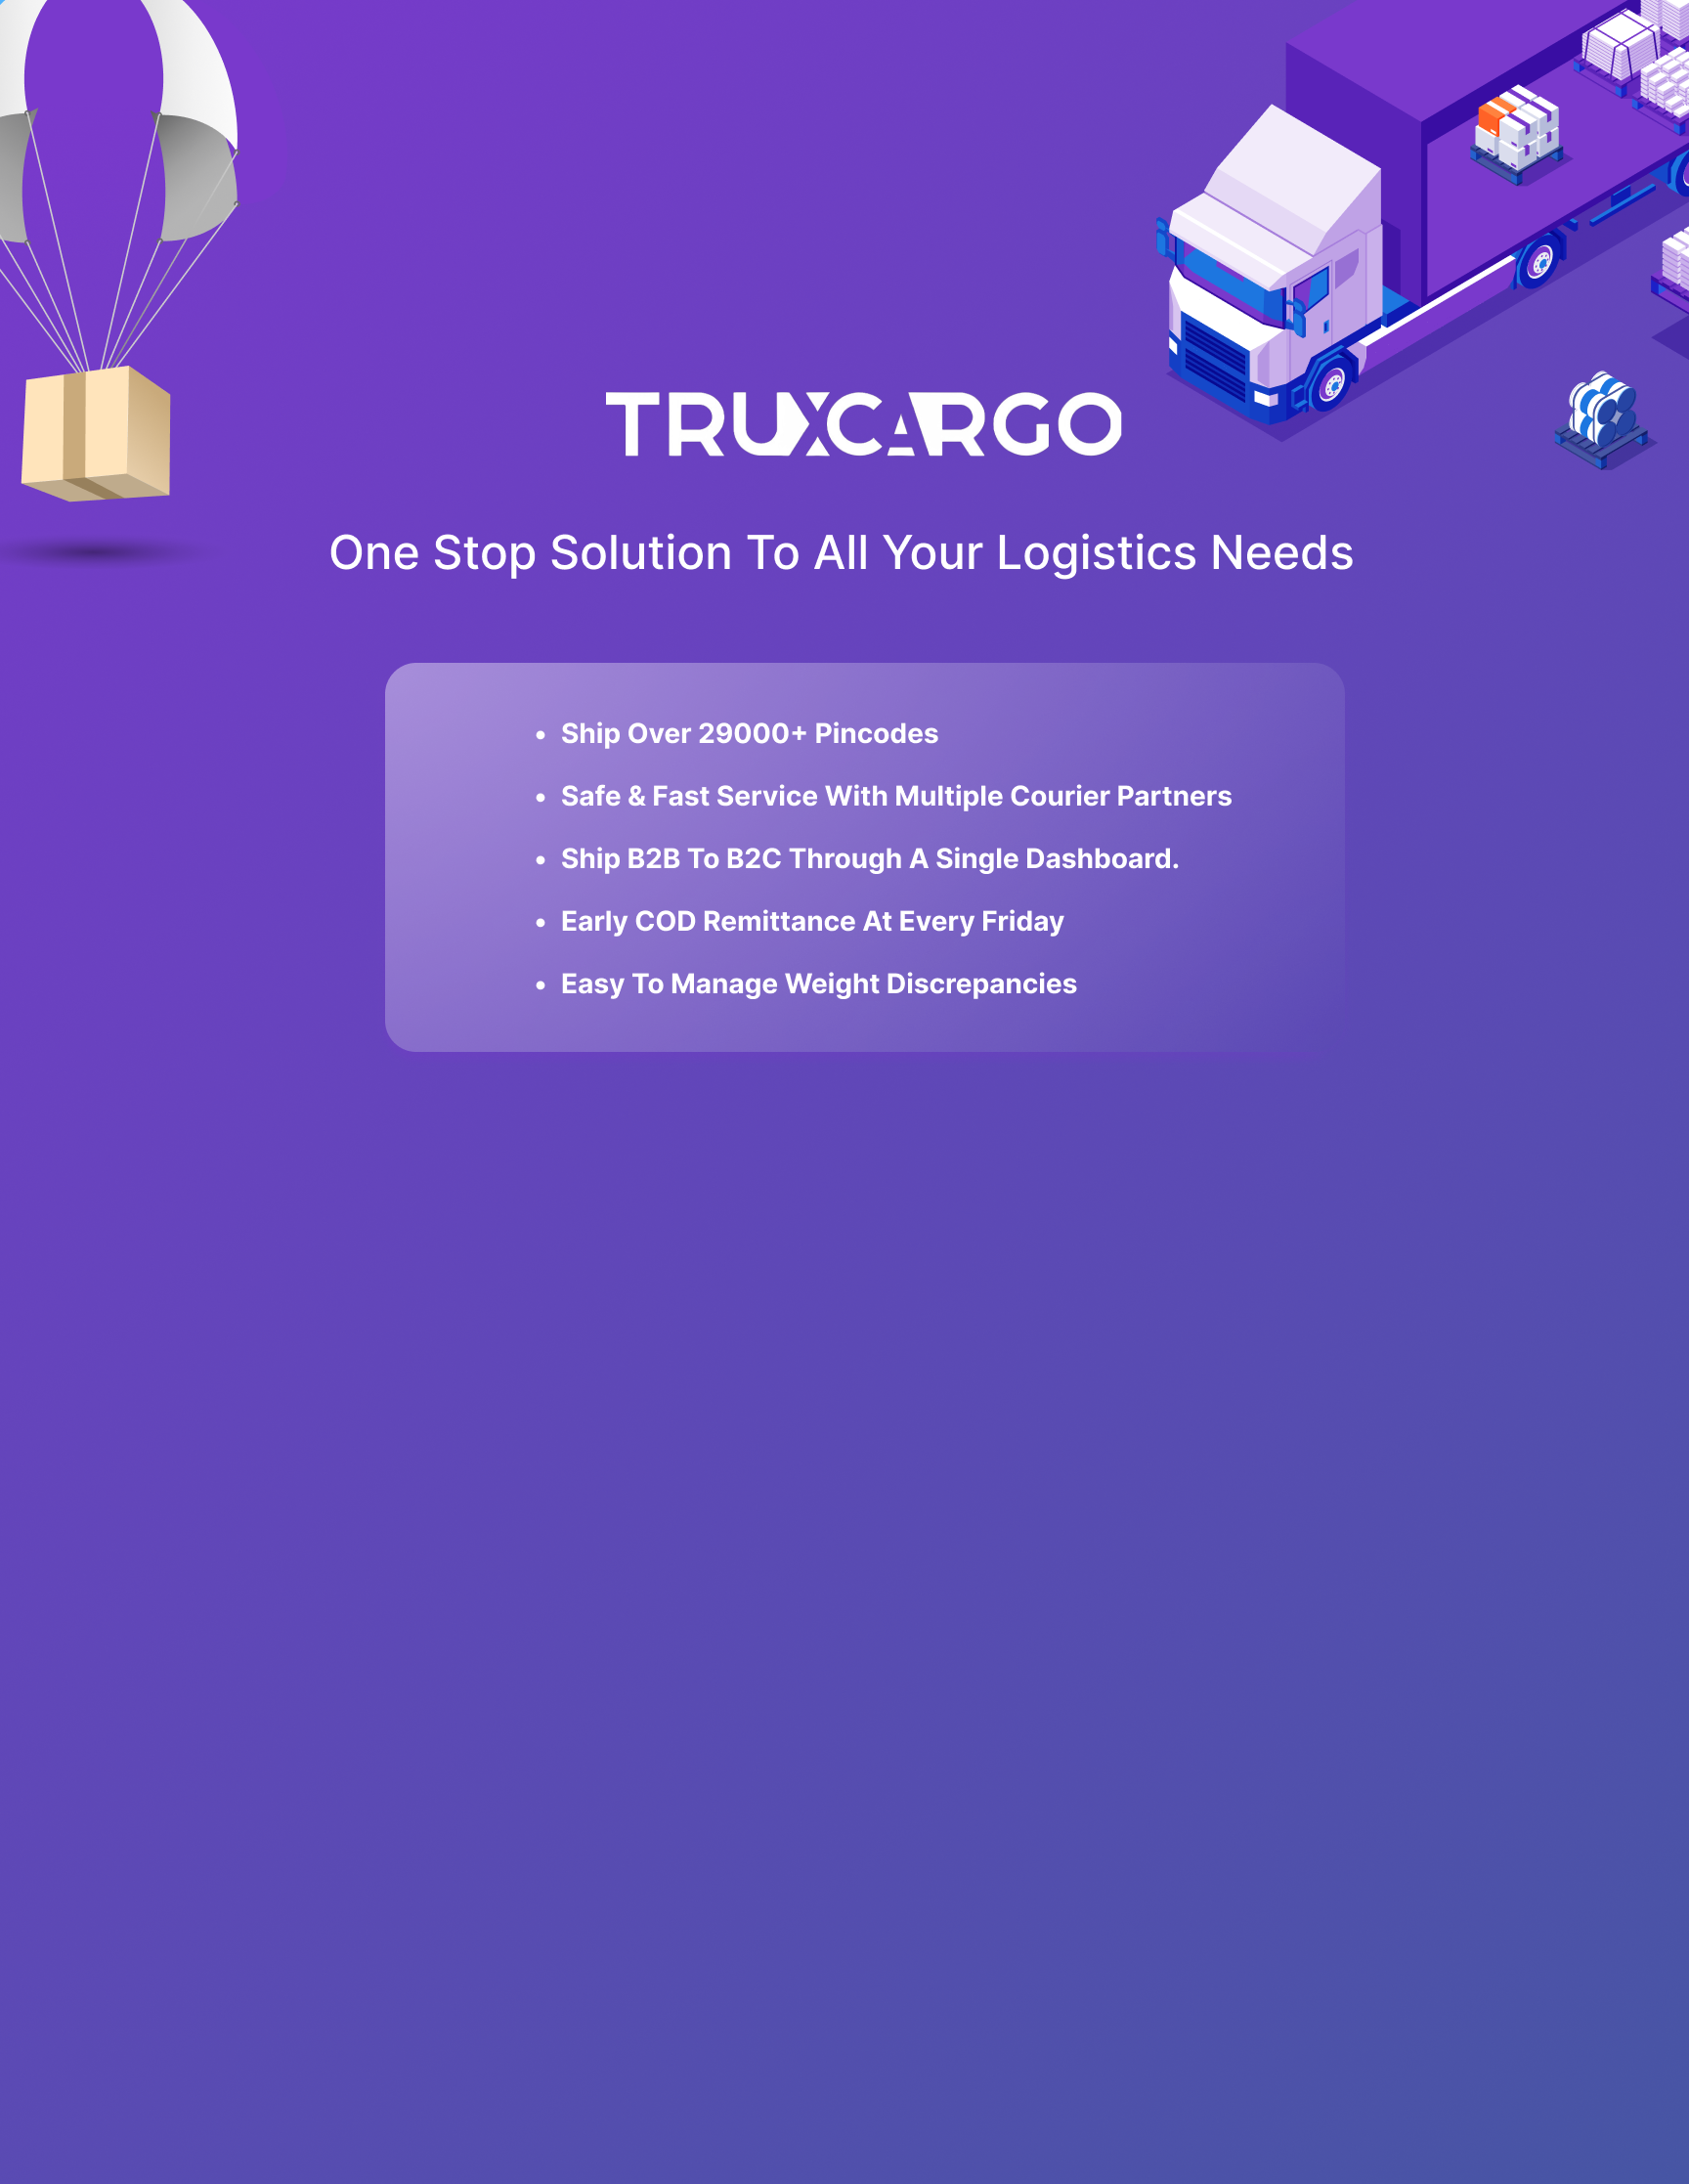 TRUXCARGO
One Stop Solution To All Your Logistics Needs
• Ship Over 29000+ Pincodes
• Safe & Fast Service With Multiple Courier Partners
• Ship B2B To B2C Through A Single Dashboard.
• Early COD Remittance At Every Friday
• Easy To Manage Weight Discrepancies